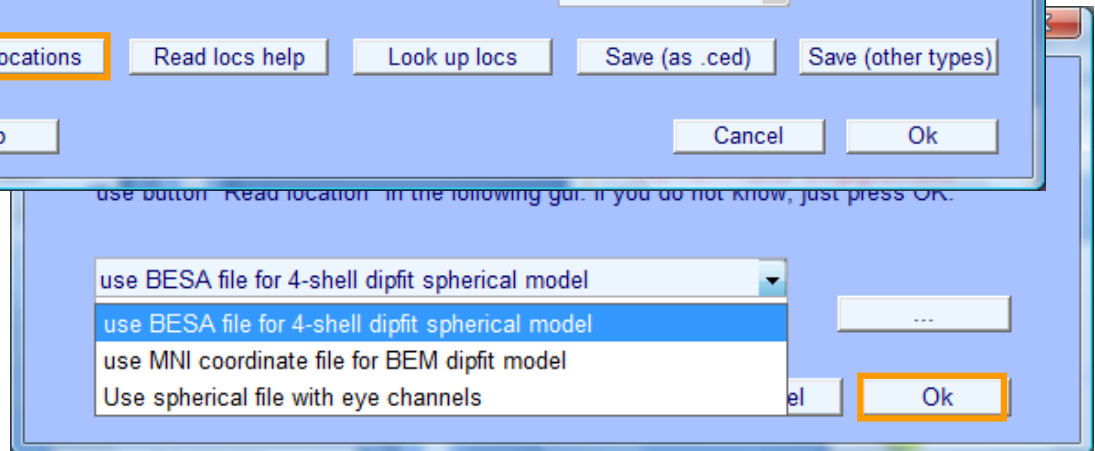 ocations Read locs help Look up locs Save (as .ced) Save (other types)
Cancel Ok
use button "Read location" in the following gui. If you do not know, just press OK.
use BESA file for 4-shell dipfit spherical model
use BESA file for 4-shell dipfit spherical model
...
use MNI coordinate file for BEM dipfit model
Use spherical file with eye channels
el Ok